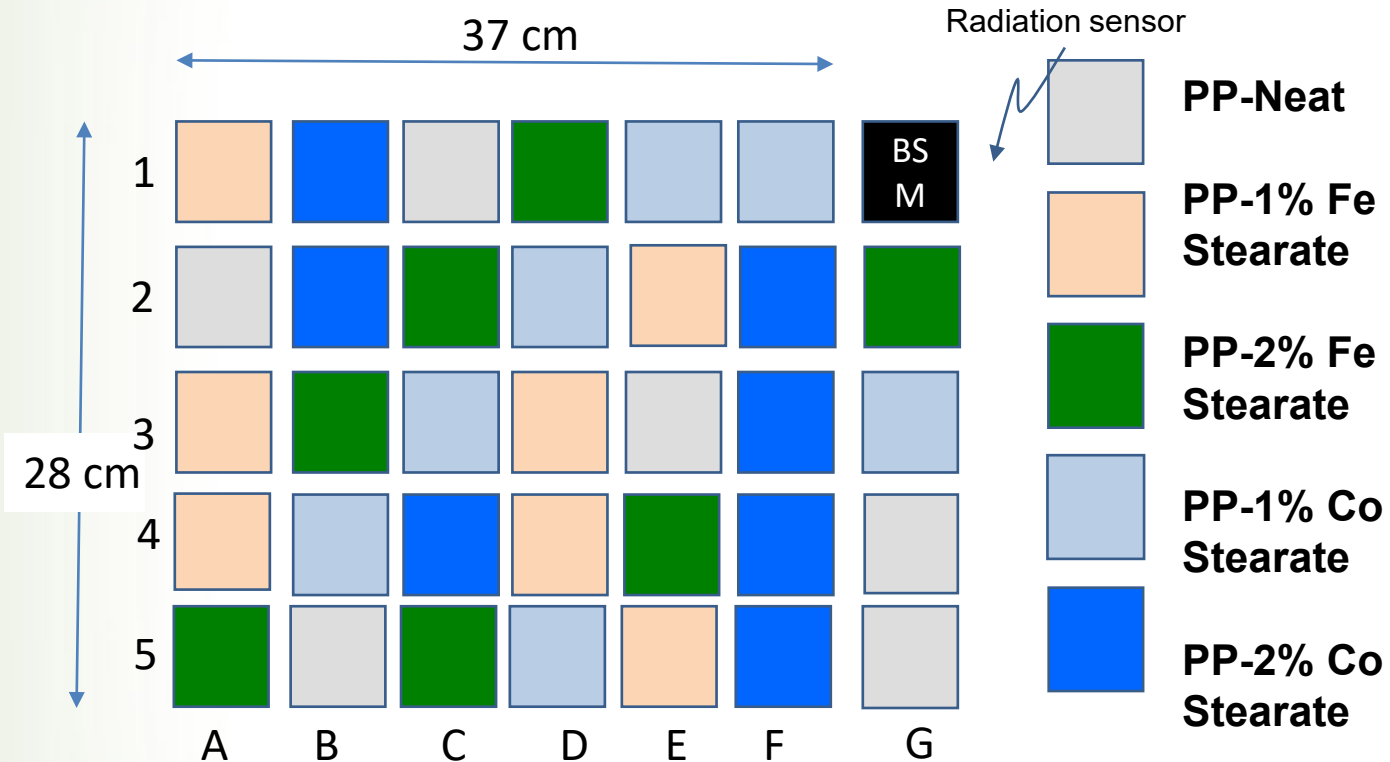 Radiation sensor
37 cm
PP-Neat
1
BS
M
PP-1% Fe
Stearate
2
PP-2% Fe
Stearate
3
28 cm
4
PP-1% Co
Stearate
5
PP-2% Co
Stearate
A B C D E F G